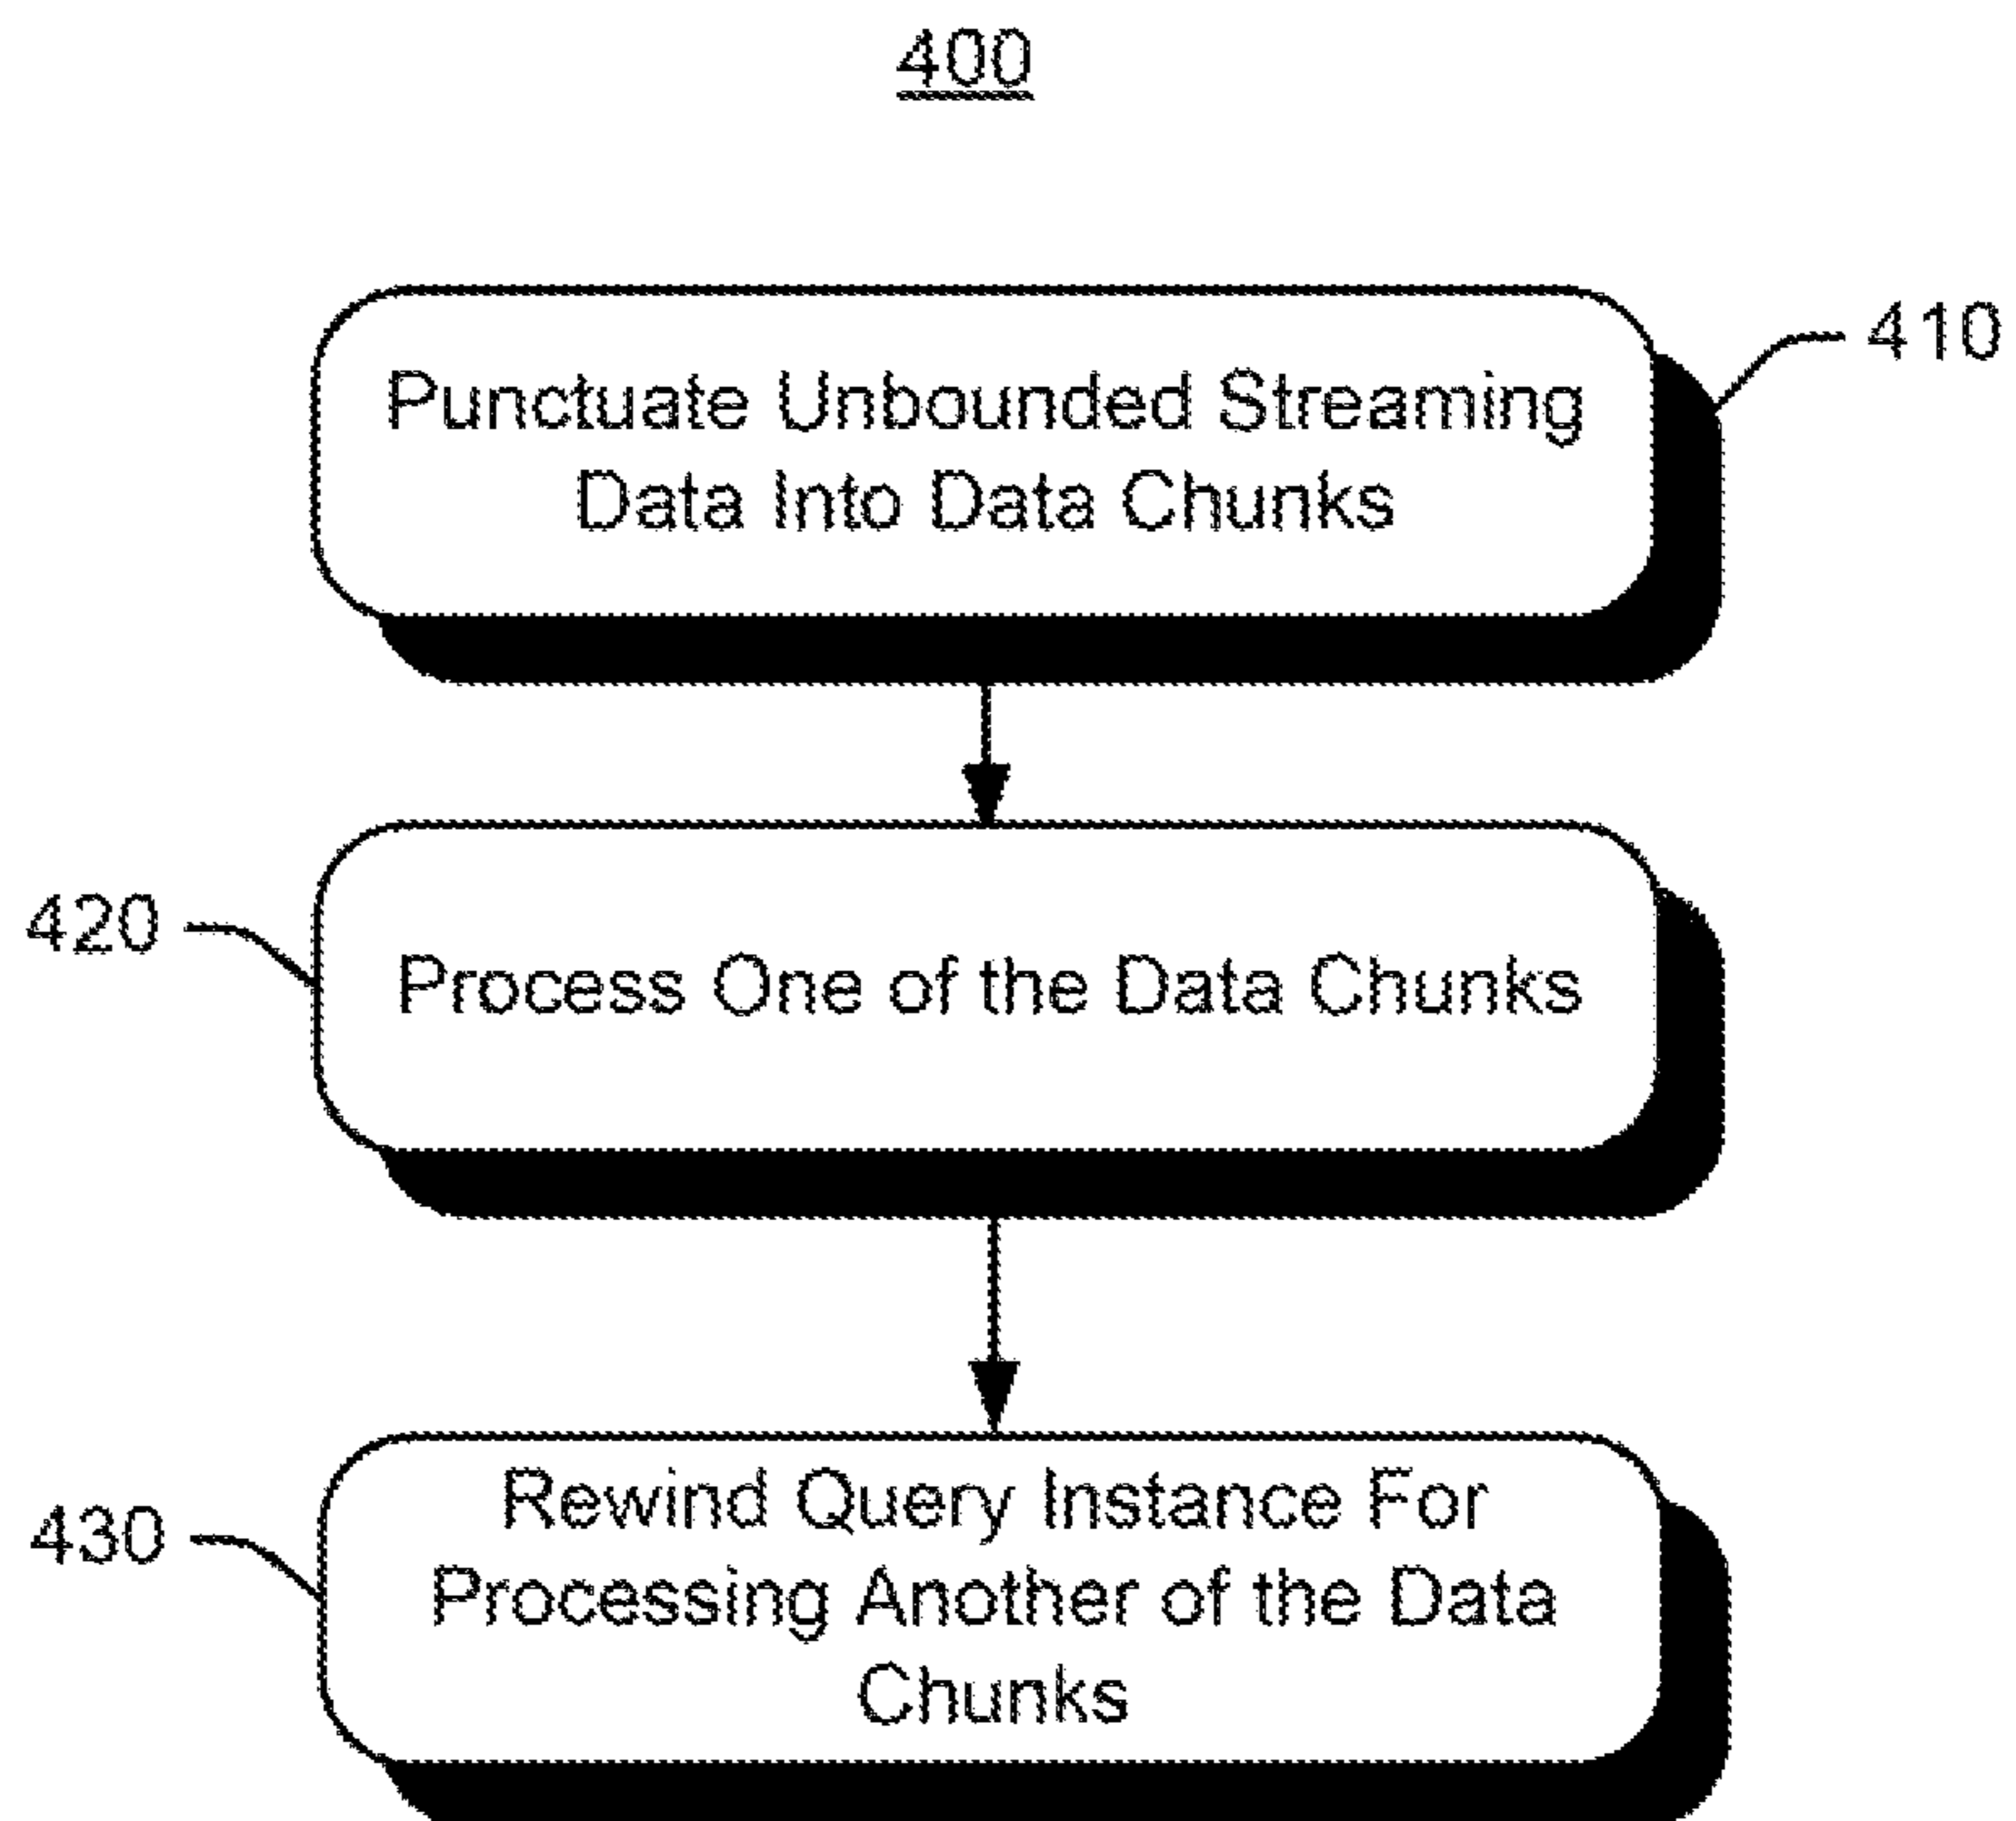 400
410
Punctuate Unbounded Streaming
Data Into Data Chunks
420
Process One of the Data Chunks
430
Rewind Query Instance For
Processing Another of the Data
Chunks